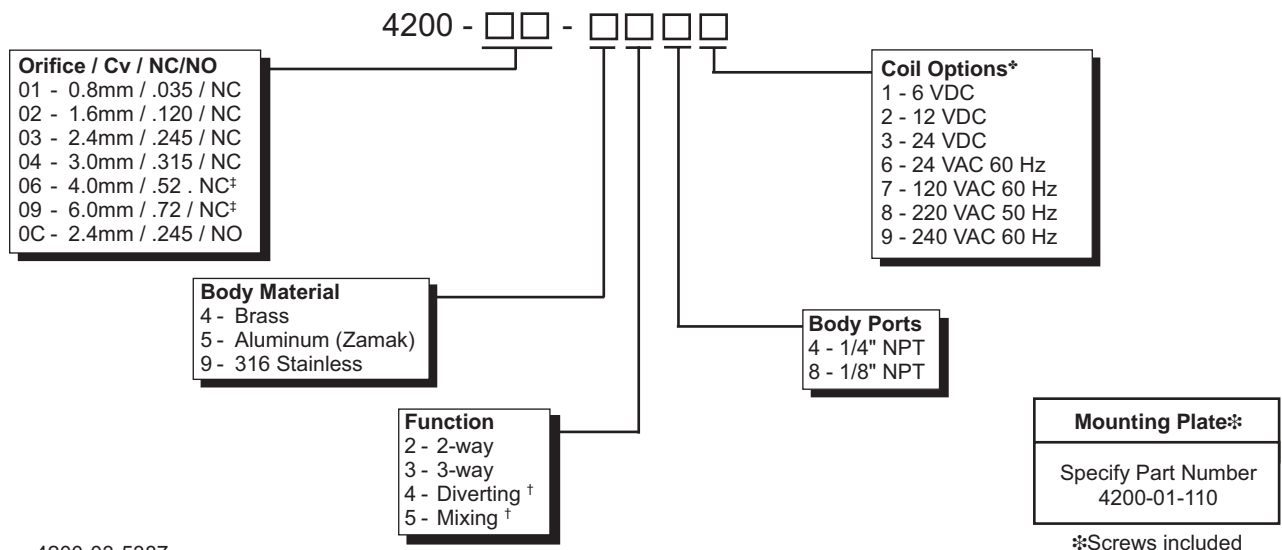 4200 - □□ - □□□□
Orifice / Cv / NC/NO
01 - 0.8mm / .035 / NC
02 - 1.6mm / .120 / NC
03 - 2.4mm / .245 / NC
04 - 3.0mm / .315 / NC
06 - 4.0mm / .52 . NC‡
09 - 6.0mm / .72 / NC‡
0C - 2.4mm / .245 / NO
Coil Options✤
1 - 6 VDC
2 - 12 VDC
3 - 24 VDC
6 - 24 VAC 60 Hz
7 - 120 VAC 60 Hz
8 - 220 VAC 50 Hz
9 - 240 VAC 60 Hz
Body Material
4 - Brass
5 - Aluminum (Zamak)
9 - 316 Stainless
Body Ports
4 - 1/4" NPT
8 - 1/8" NPT
Function
2 - 2-way
3 - 3-way
4 - Diverting †
5 - Mixing †
Mounting Plate✻
Specify Part Number
4200-01-110
✻Screws included